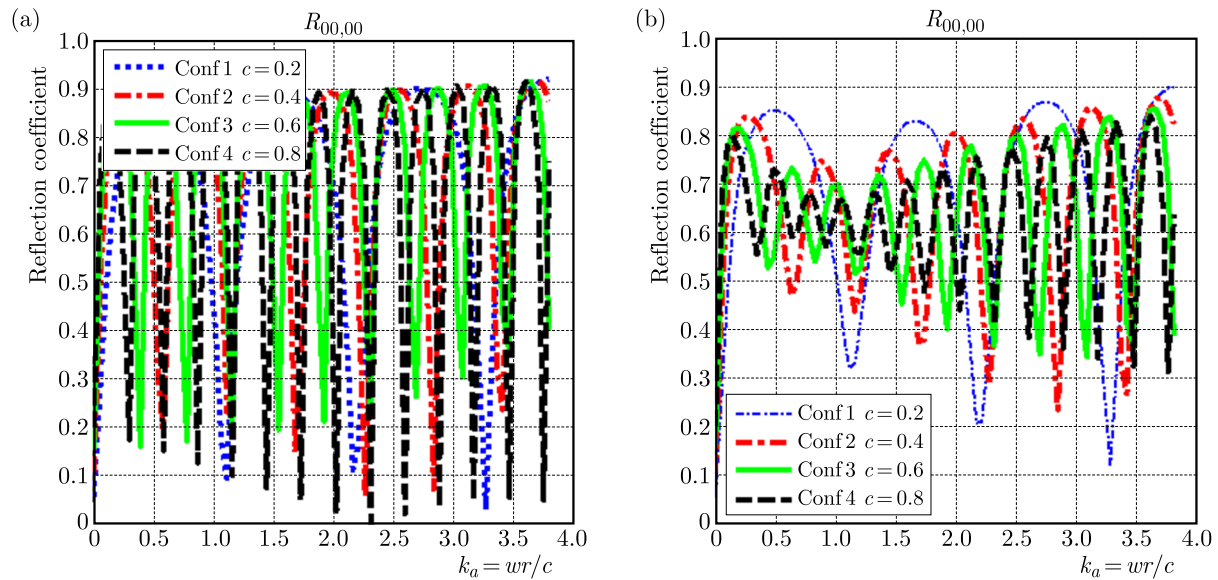 (a)
R00,00
Reflection coefficient
1.0
0.9
0.8
0.7
0.6
0.5
0.4
0.3
0.2
0.1
0
Conf 1 c = 0.2
Conf 2 c = 0.4
Conf 3 c = 0.6
Conf 4 c = 0.8
0 0.5 1.0 1.5 2.0 2.5 3.0 3.5 4.0
ka = wr/c
(b)
R00,00
Reflection coefficient
1.0
0.9
0.8
0.7
0.6
0.5
0.4
0.3
0.2
0.1
0
Conf 1 c = 0.2
Conf 2 c = 0.4
Conf 3 c = 0.6
Conf 4 c = 0.8
0 0.5 1.0 1.5 2.0 2.5 3.0 3.5 4.0
ka = wr/c